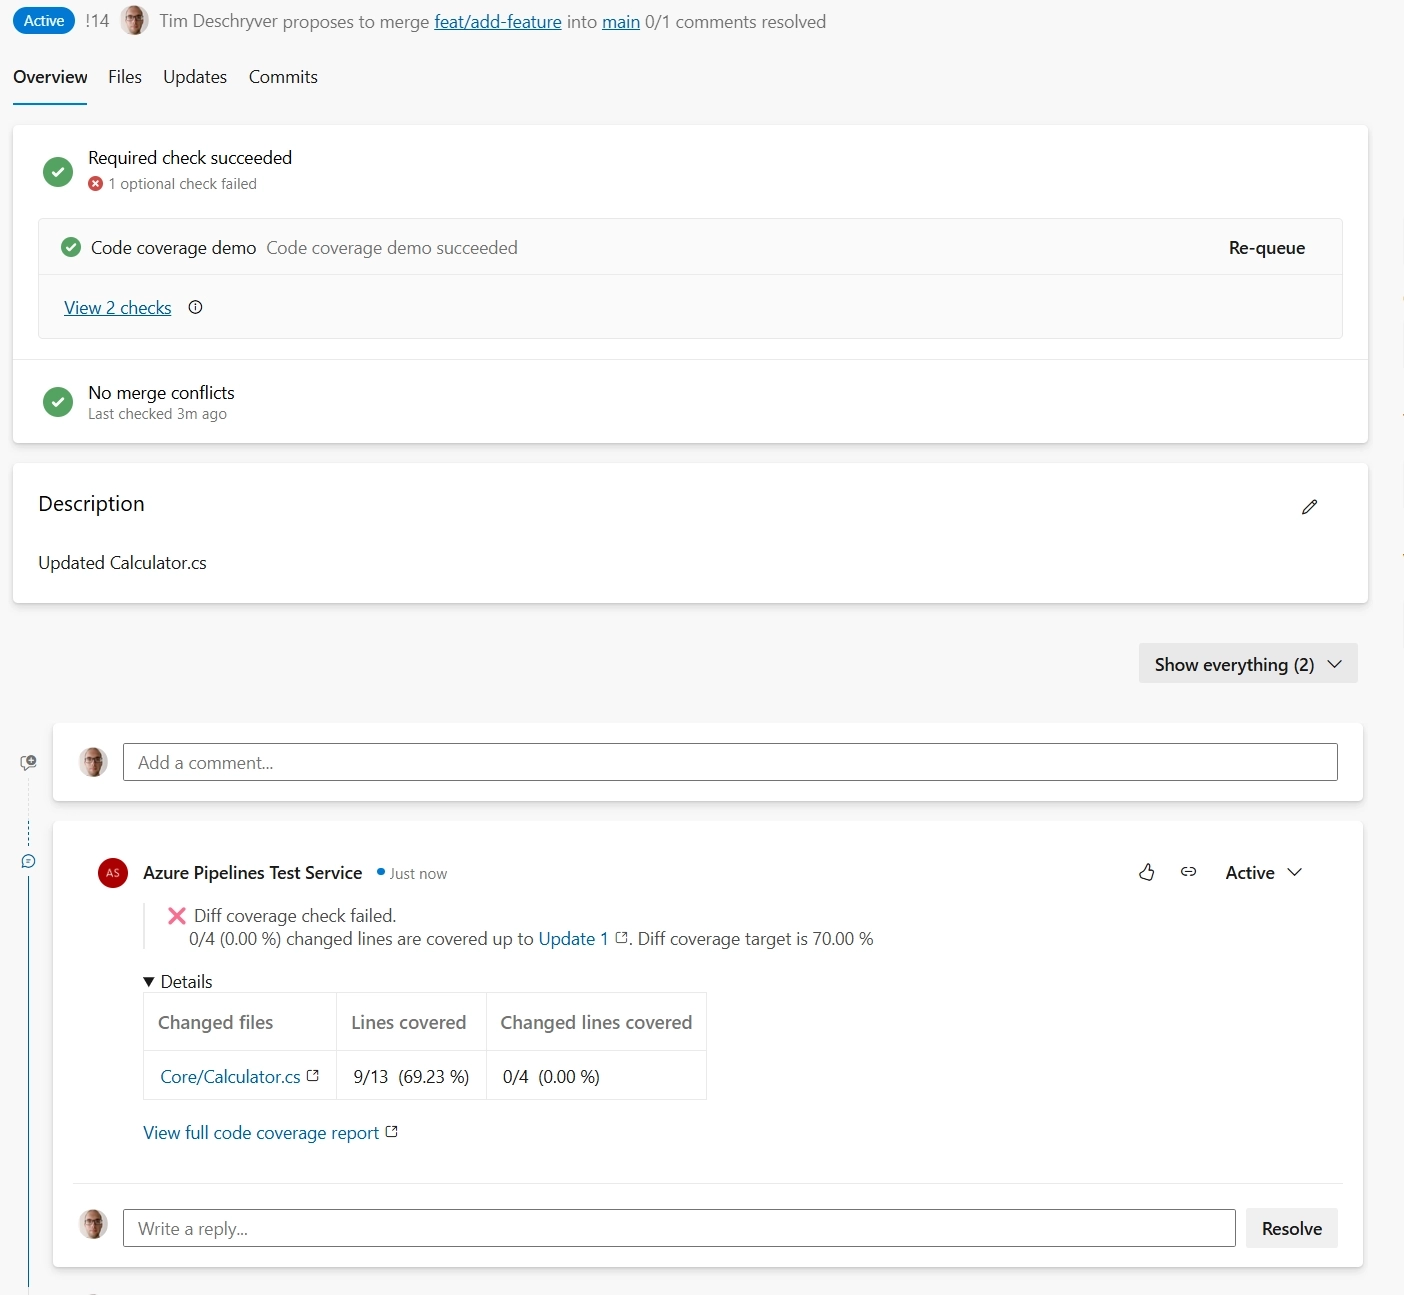 Active !14 Tim Deschryver proposes to merge feat/add-feature into main 0/1 comments resolved
Overview Files Updates Commits
Required check succeeded
1 optional check failed
Code coverage demo Code coverage demo succeeded Re-queue
View 2 checks
No merge conflicts
Last checked 3m ago
Description
Updated Calculator.cs
Show everything (2)
Add a comment...
AS Azure Pipelines Test Service Just now Active
❌ Diff coverage check failed.
0/4 (0.00 %) changed lines are covered up to Update 1. Diff coverage target is 70.00 %
▼ Details
Changed files Lines covered Changed lines covered
Core/Calculator.cs 9/13 (69.23 %) 0/4 (0.00 %)
View full code coverage report
Write a reply... Resolve